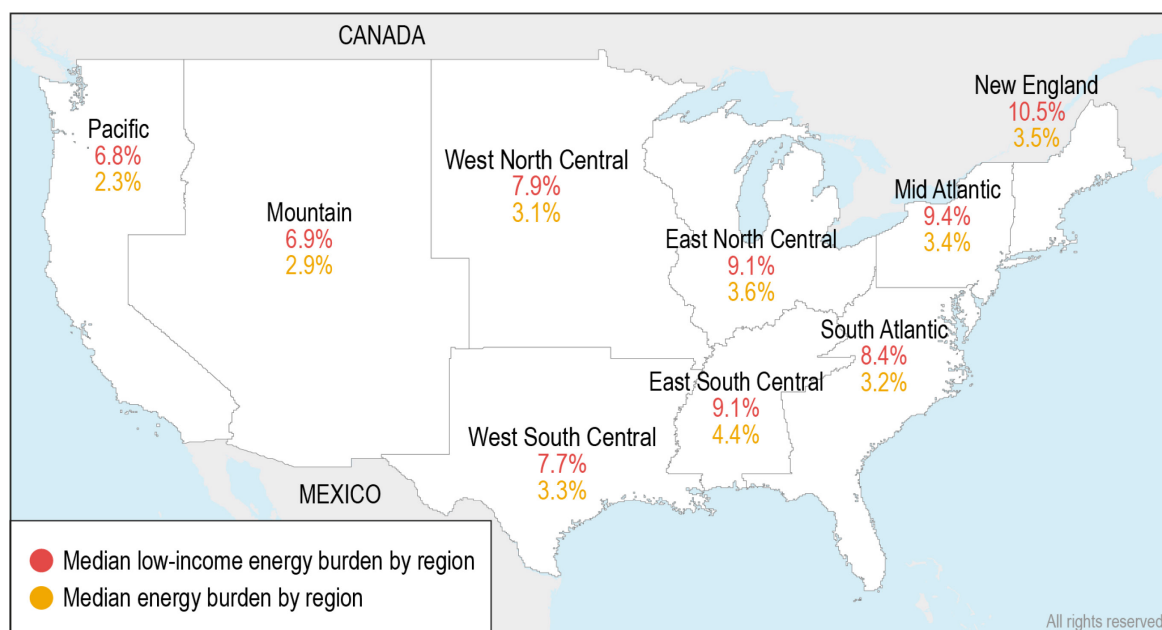 CANADA
New England
10.5%
3.5%
Pacific
6.8%
2.3%
West North Central
7.9%
3.1%
Mid Atlantic
9.4%
3.4%
Mountain
6.9%
2.9%
East North Central
9.1%
3.6%
South Atlantic
8.4%
3.2%
East South Central
9.1%
4.4%
West South Central
7.7%
3.3%
MEXICO
Median low-income energy burden by region
Median energy burden by region
All rights reserved